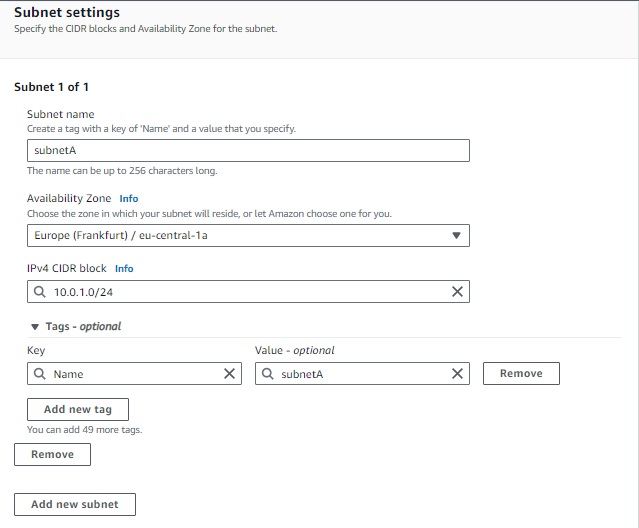 Subnet settings
Specify the CIDR blocks and Availability Zone for the subnet.
Subnet 1 of 1
Subnet name
Create a tag with a key of 'Name' and a value that you specify.
subnetA
The name can be up to 256 characters long.
Availability Zone Info
Choose the zone in which your subnet will reside, or let Amazon choose one for you.
Europe (Frankfurt) / eu-central-1a
IPv4 CIDR block Info
10.0.1.0/24
Tags - optional
Key Value - optional
Name subnetA Remove
Add new tag
You can add 49 more tags.
Remove
Add new subnet